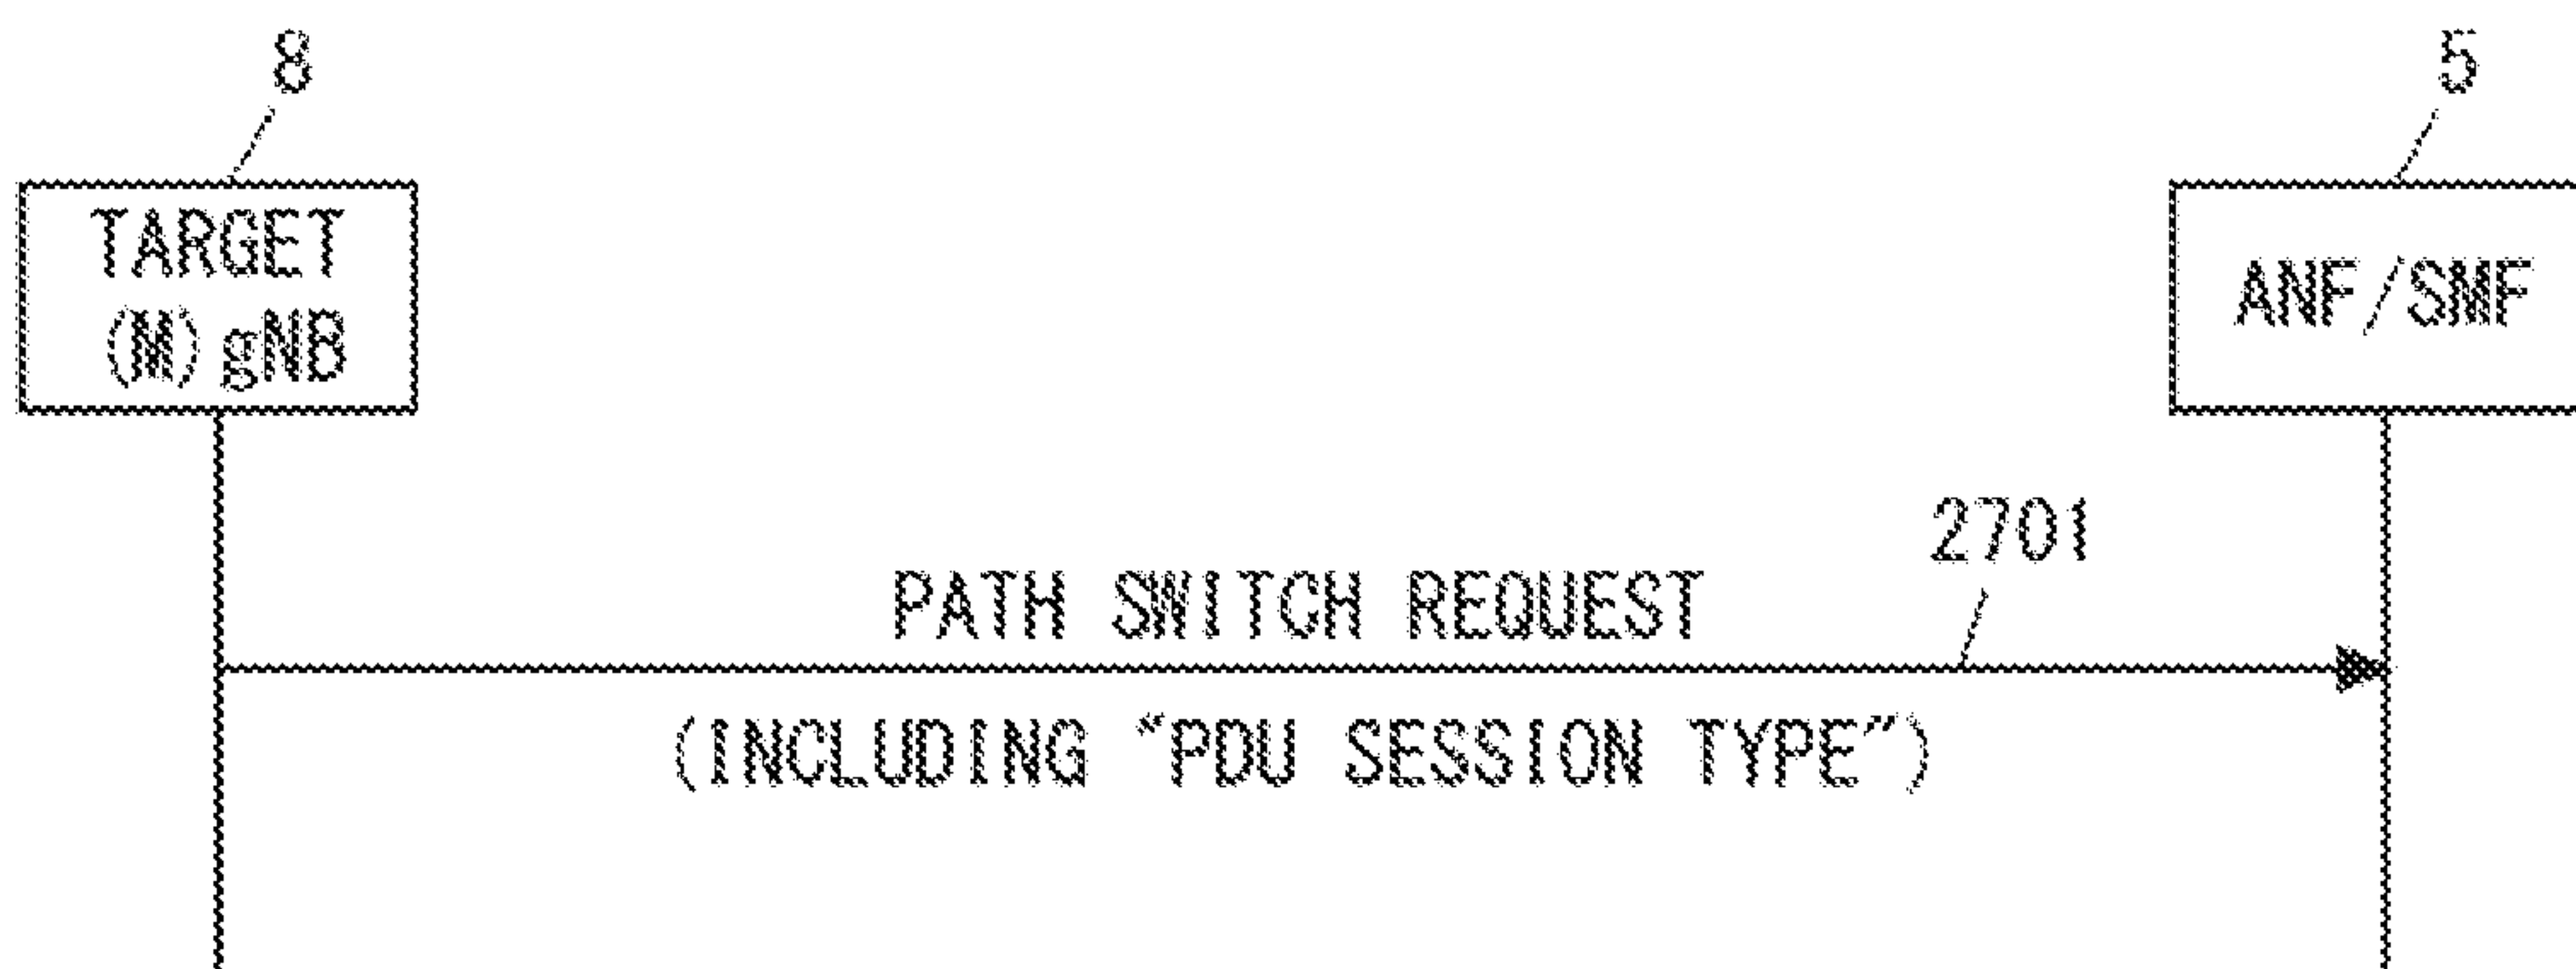 8
5
TARGET
(M)gNB
ANF/SMF
2701
PATH SWITCH REQUEST
(INCLUDING "PDU SESSION TYPE")